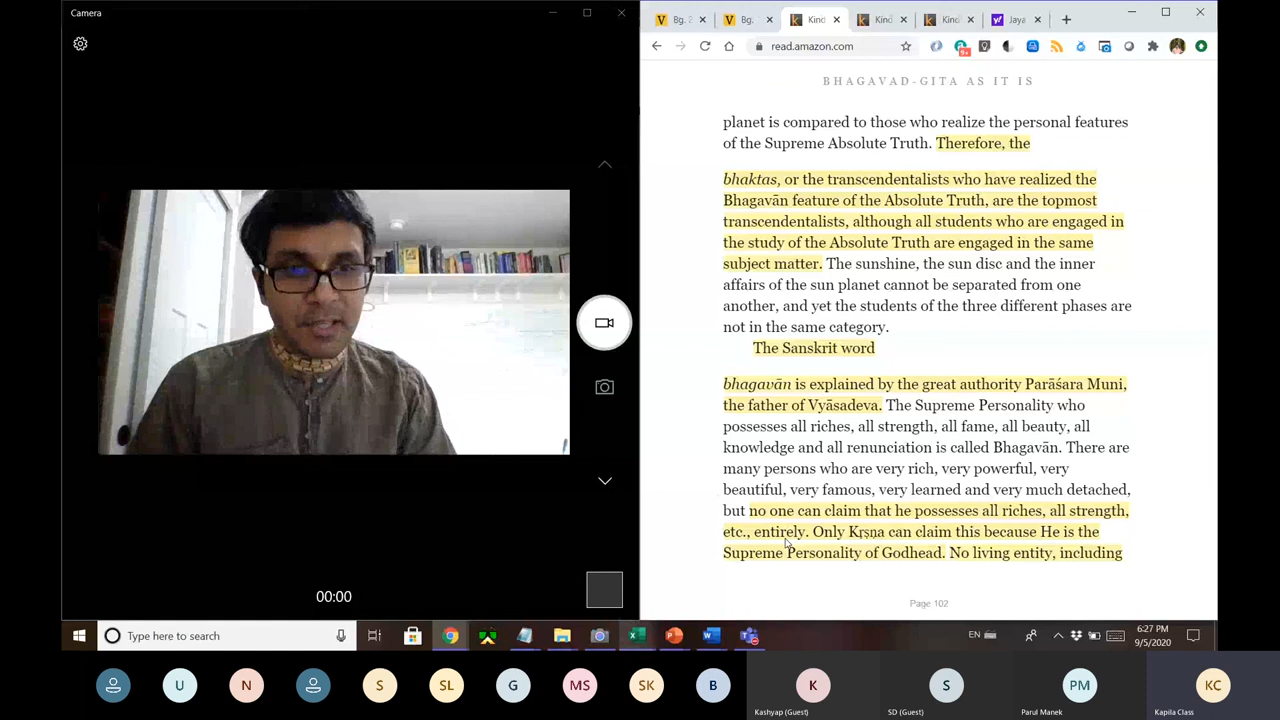 Camera
00:00
Bg. 2
Bg.
Kind
Kind
Kind
Jaya
read.amazon.com
9+
BHAGAVAD-GITA AS IT IS
planet is compared to those who realize the personal features
of the Supreme Absolute Truth. Therefore, the
bhaktas, or the transcendentalists who have realized the
Bhagavān feature of the Absolute Truth, are the topmost
transcendentalists, although all students who are engaged in
the study of the Absolute Truth are engaged in the same
subject matter. The sunshine, the sun disc and the inner
affairs of the sun planet cannot be separated from one
another, and yet the students of the three different phases are
not in the same category.
The Sanskrit word
bhagavān is explained by the great authority Parāśara Muni,
the father of Vyāsadeva. The Supreme Personality who
possesses all riches, all strength, all fame, all beauty, all
knowledge and all renunciation is called Bhagavān. There are
many persons who are very rich, very powerful, very
beautiful, very famous, very learned and very much detached,
but no one can claim that he possesses all riches, all strength,
etc., entirely. Only Kṛṣṇa can claim this because He is the
Supreme Personality of Godhead. No living entity, including
Page 102
Type here to search
EN
6:27 PM
9/5/2020
U
N
S
SL
G
MS
SK
B
K
Kashyap (Guest)
S
SD (Guest)
PM
Parul Manek
KC
Kapila Class